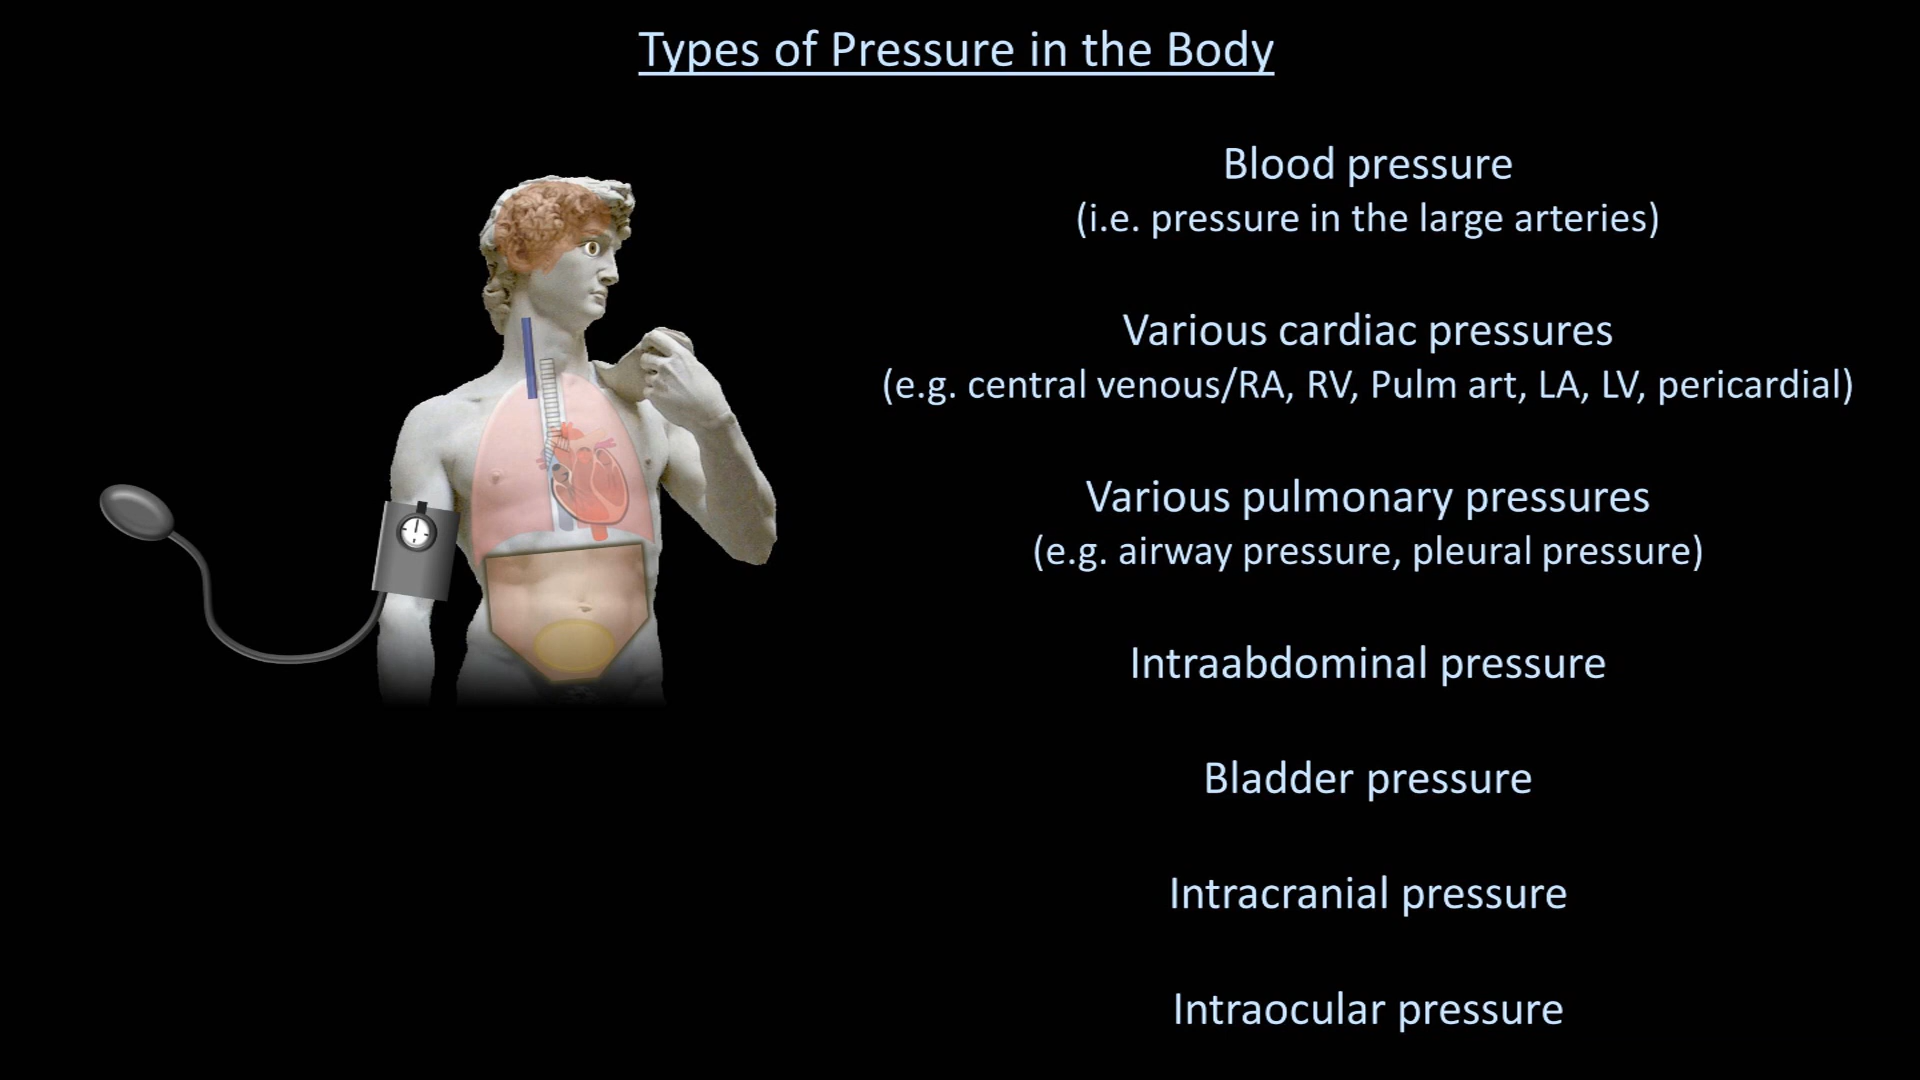 Types of Pressure in the Body
Blood pressure
(i.e. pressure in the large arteries)
Various cardiac pressures
(e.g. central venous/RA, RV, Pulm art, LA, LV, pericardial)
Various pulmonary pressures
(e.g. airway pressure, pleural pressure)
Intraabdominal pressure
Bladder pressure
Intracranial pressure
Intraocular pressure